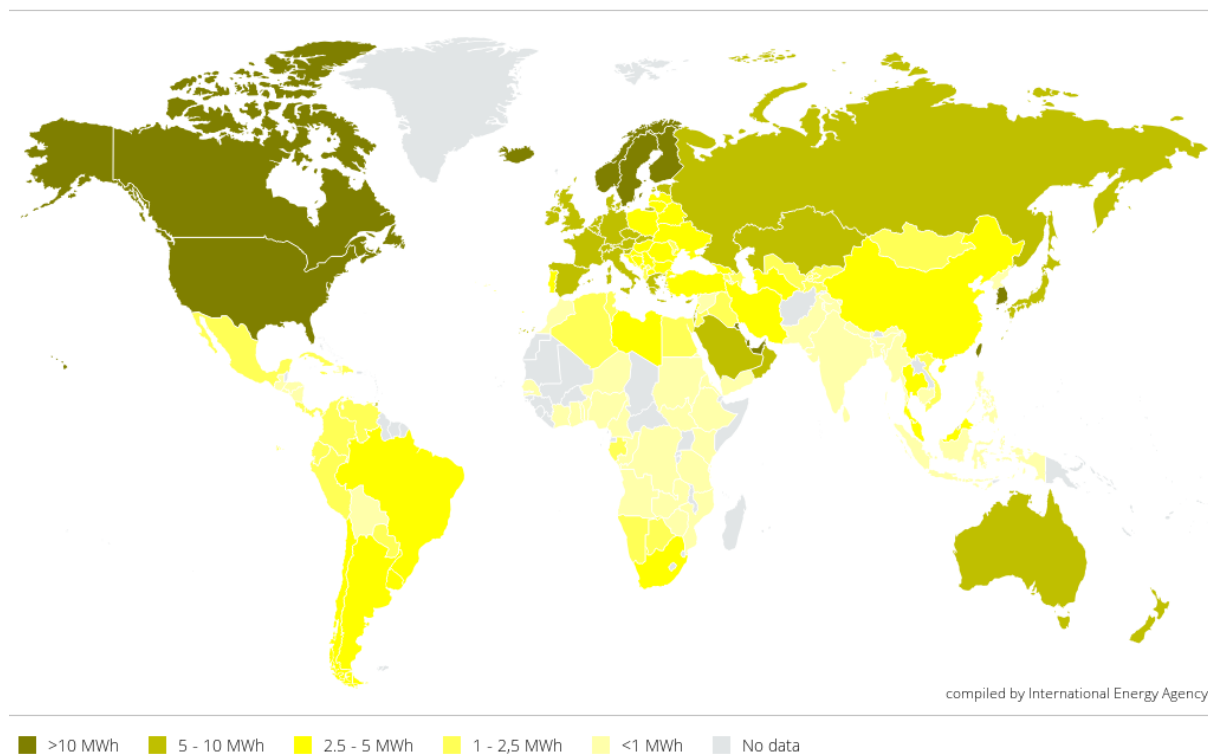 compiled by International Energy Agency
>10 MWh 5 - 10 MWh 2.5 - 5 MWh 1 - 2,5 MWh <1 MWh No data